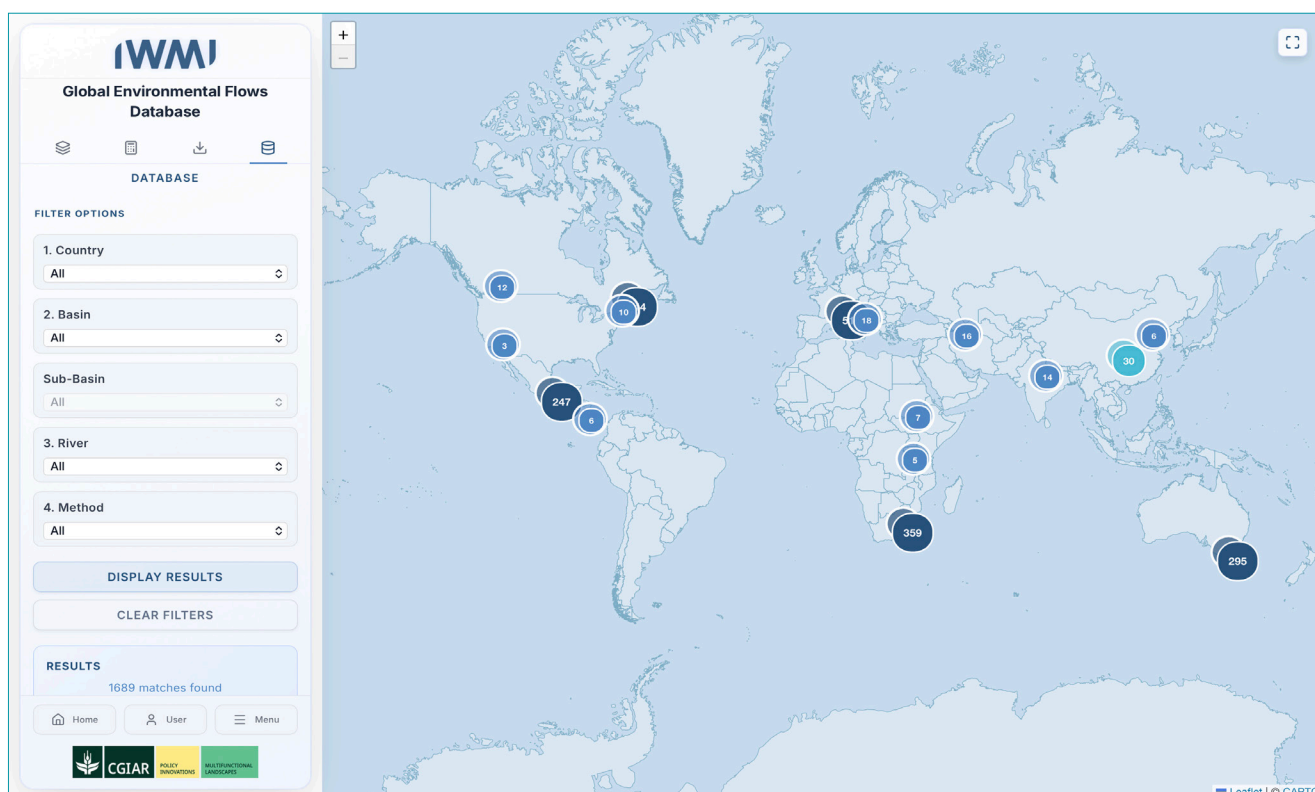 IWMI
Global Environmental Flows
Database
DATABASE
FILTER OPTIONS
1. Country
All
2. Basin
All
Sub-Basin
All
3. River
All
4. Method
All
DISPLAY RESULTS
CLEAR FILTERS
RESULTS
1689 matches found
Home
User
Menu
CGIAR
POLICY
INNOVATIONS
MULTIFUNCTIONAL
LANDSCAPES
+
−
12
10
3
247
6
18
16
6
30
14
7
5
359
295
Leaflet | ©